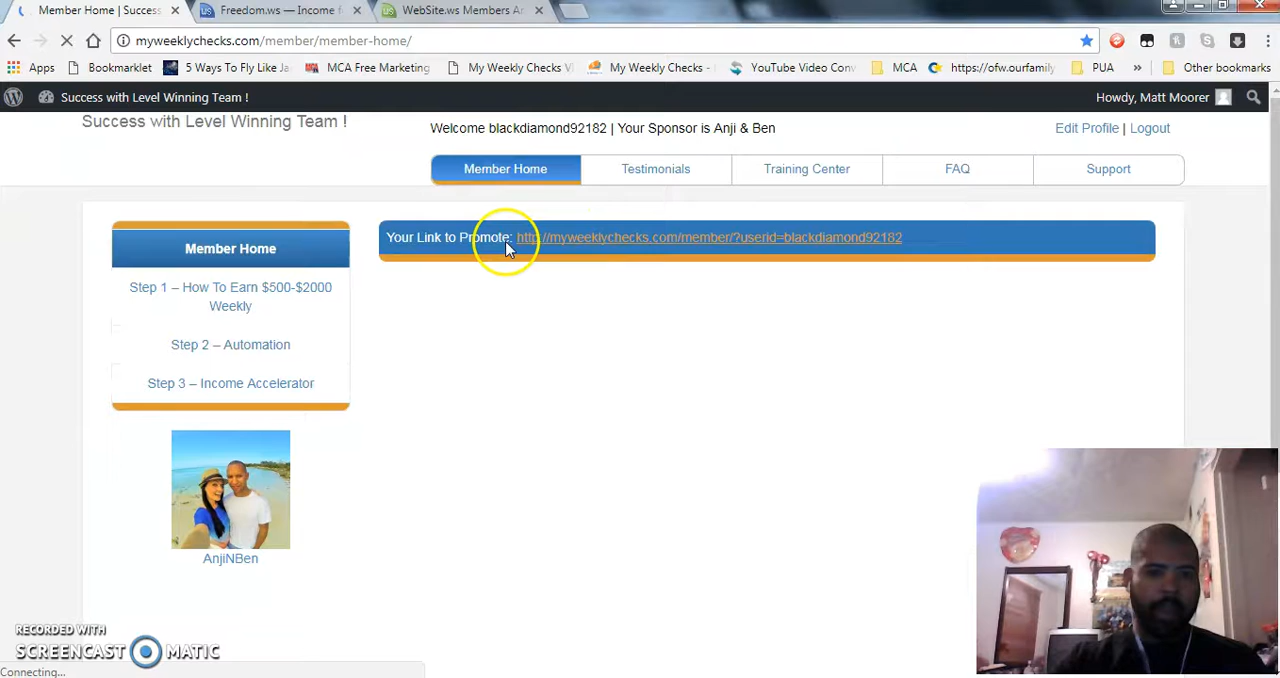 Member Home | Success
Freedom.ws — Income f
WebSite.ws Members Ar
myweeklychecks.com/member/member-home/
Apps Bookmarklet 5 Ways To Fly Like Ja MCA Free Marketing My Weekly Checks V My Weekly Checks - YouTube Video Conv MCA https://ofw.ourfamily PUA » Other bookmarks
Success with Level Winning Team ! Howdy, Matt Moorer
Success with Level Winning Team !
Welcome blackdiamond92182 | Your Sponsor is Anji & Ben
Edit Profile | Logout
Member Home Testimonials Training Center FAQ Support
Your Link to Promote: http://myweeklychecks.com/member/?userid=blackdiamond92182
Member Home
Step 1 – How To Earn $500-$2000
Weekly
Step 2 – Automation
Step 3 – Income Accelerator
AnjiNBen
RECORDED WITH
SCREENCAST MATIC
Connecting...